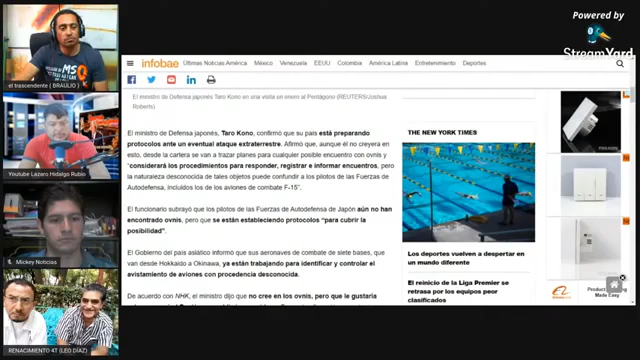 Powered by
StreamYard
el trascendente ( BRAULIO)
Youtube Lazaro Hidalgo Rubio
Mickey Noticias
RENACIMIENTO 4T (LEO DÍAZ)
infobae
Últimas Noticias América
México
Venezuela
EEUU
Colombia
América Latina
Entretenimiento
Deportes
El ministro de Defensa japonés Taro Kono en una visita en enero al Pentágono (REUTERS/Joshua
Roberts)
El ministro de Defensa japonés, Taro Kono, confirmó que su país está preparando
protocolos ante un eventual ataque extraterrestre. Afirmó que, aunque él no creyera en
esto, desde la cartera se van a trazar planes para cualquier posible encuentro con ovnis y
"considerará los procedimientos para responder, registrar e informar encuentros, pero
la naturaleza desconocida de tales objetos puede confundir a los pilotos de las Fuerzas de
Autodefensa, incluidos los de los aviones de combate F-15".
El funcionario subrayó que los pilotos de las Fuerzas de Autodefensa de Japón aún no han
encontrado ovnis, pero que se están estableciendo protocolos "para cubrir la
posibilidad".
El Gobierno del país asiático informó que sus aeronaves de combate de siete bases, que
van desde Hokkaido a Okinawa, ya están trabajando para identificar y controlar el
avistamiento de aviones con procedencia desconocida.
De acuerdo con NHK, el ministro dijo que no cree en los ovnis, pero que le gustaría
THE NEW YORK TIMES
Los deportes vuelven a despertar en
un mundo diferente
El reinicio de la Liga Premier se
retrasa por los equipos peor
clasificados
Made Easy